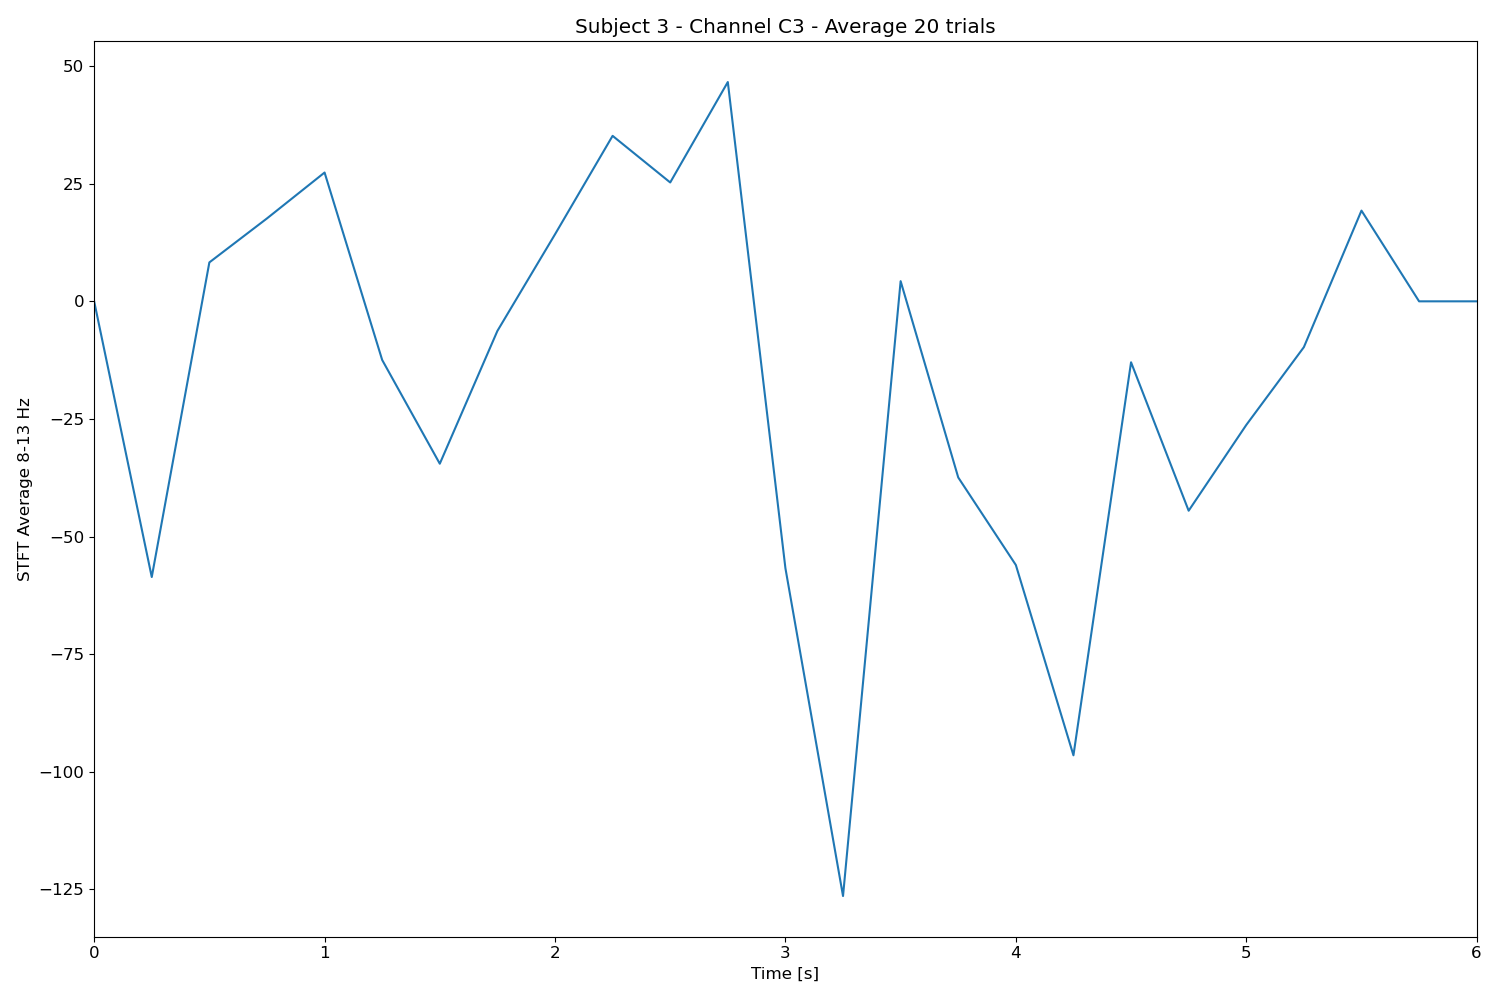 Subject 3 - Channel C3 - Average 20 trials
50
25
0
−25
−50
−75
−100
−125
STFT Average 8-13 Hz
0 1 2 3 4 5 6
Time [s]